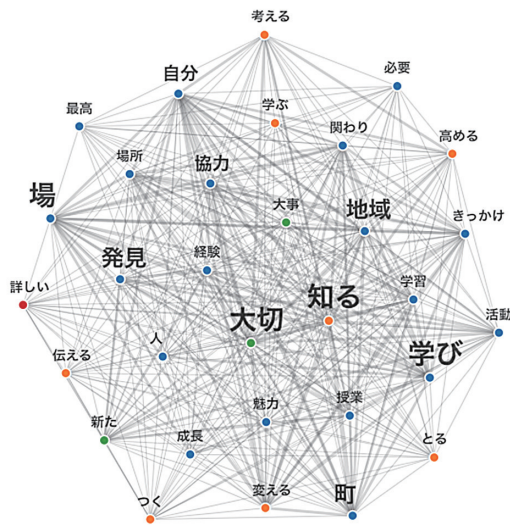 考える
必要
自分
最高
学ぶ
関わり
高める
場所
協力
大事
地域
場
きっかけ
発見
経験
学習
詳しい
知る
大切
活動
人
学び
伝える
魅力
授業
新た
成長
とる
つく
変える
町